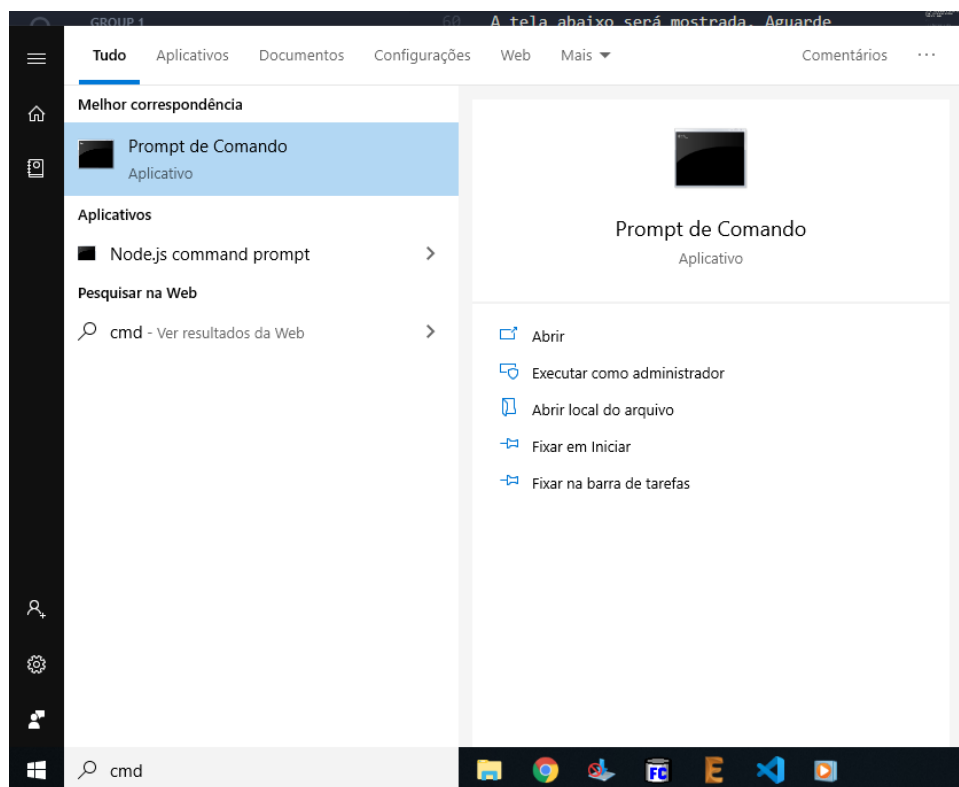 GROUP 1
60 A tela abaixo será mostrada. Aguarde
Tudo Aplicativos Documentos Configurações Web Mais Comentários ...
Melhor correspondência
Prompt de Comando
Aplicativo
Aplicativos
Node.js command prompt
Pesquisar na Web
cmd - Ver resultados da Web
Prompt de Comando
Aplicativo
Abrir
Executar como administrador
Abrir local do arquivo
Fixar em Iniciar
Fixar na barra de tarefas
cmd
FC